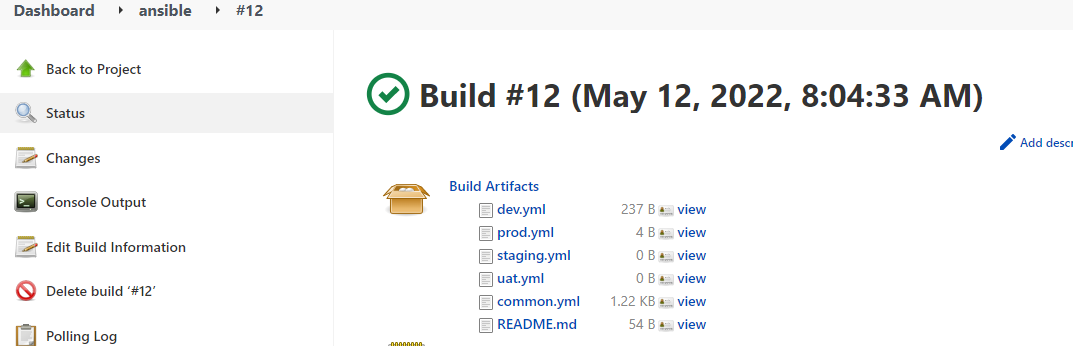 Dashboard ansible #12
Back to Project
Status
Changes
Console Output
Edit Build Information
Delete build ‘#12’
Polling Log
Build #12 (May 12, 2022, 8:04:33 AM)
Add descr
Build Artifacts
dev.yml 237 B view
prod.yml 4 B view
staging.yml 0 B view
uat.yml 0 B view
common.yml 1.22 KB view
README.md 54 B view